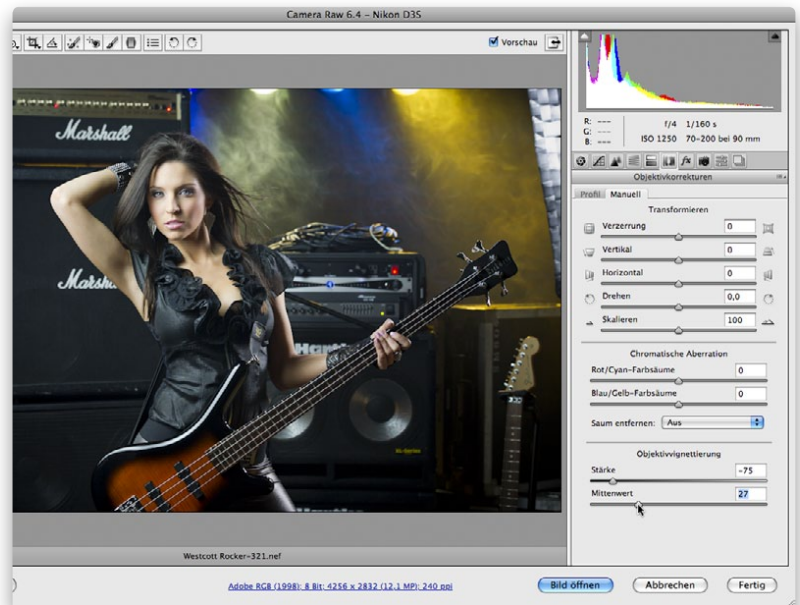 Camera Raw 6.4 – Nikon D3S
Vorschau
Marshall
Marsha
Hart
R: ---
G: ---
B: ---
f/4 1/160 s
ISO 1250 70–200 bei 90 mm
fx
Objektivkorrekturen
Profil Manuell
Transformieren
Verzerrung 0
Vertikal 0
Horizontal 0
Drehen 0,0
Skalieren 100
Chromatische Aberration
Rot/Cyan–Farbsäume 0
Blau/Gelb–Farbsäume 0
Saum entfernen: Aus
Objektivvignettierung
Stärke –75
Mittenwert 27
Westcott Rocker–321.nef
Adobe RGB (1998); 8 Bit; 4256 x 2832 (12,1 MP); 240 ppi
Bild öffnen
Abbrechen
Fertig